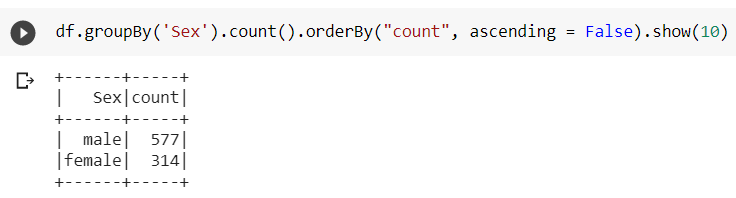 df.groupBy('Sex').count().orderBy("count", ascending = False).show(10)
+------+-----+
|   Sex|count|
+------+-----+
|  male|  577|
|female|  314|
+------+-----+